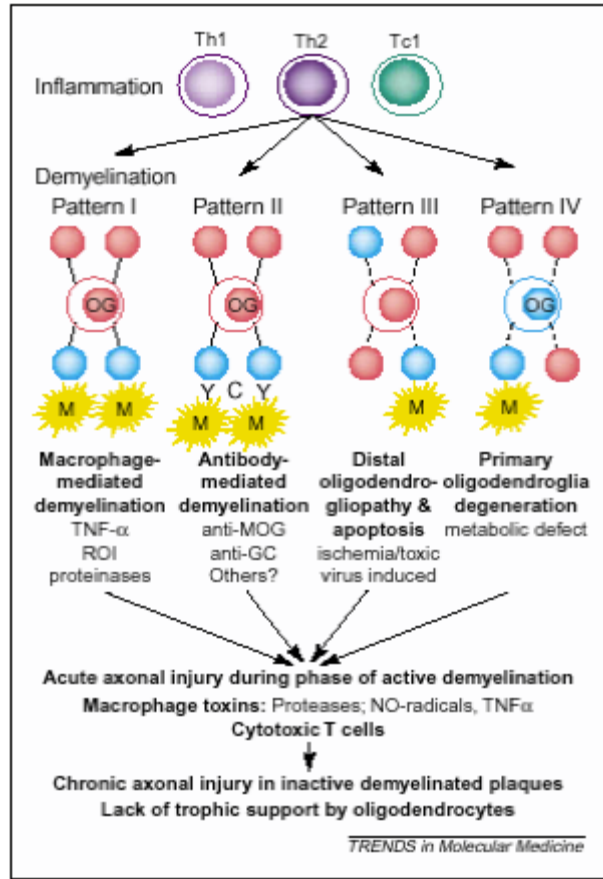 Th1 Th2 Tc1
Inflammation
Demyelination
Pattern I Pattern II Pattern III Pattern IV
OG OG OG
Y C Y
M M M M M M
Macrophage-
mediated
demyelination
TNF-α
ROI
proteinases
Antibody-
mediated
demyelination
anti-MOG
anti-GC
Others?
Distal
oligodendro-
gliopathy &
apoptosis
ischemia/toxic
virus induced
Primary
oligodendroglia
degeneration
metabolic defect
Acute axonal injury during phase of active demyelination
Macrophage toxins: Proteases; NO-radicals, TNFα
Cytotoxic T cells
Chronic axonal injury in inactive demyelinated plaques
Lack of trophic support by oligodendrocytes
TRENDS in Molecular Medicine